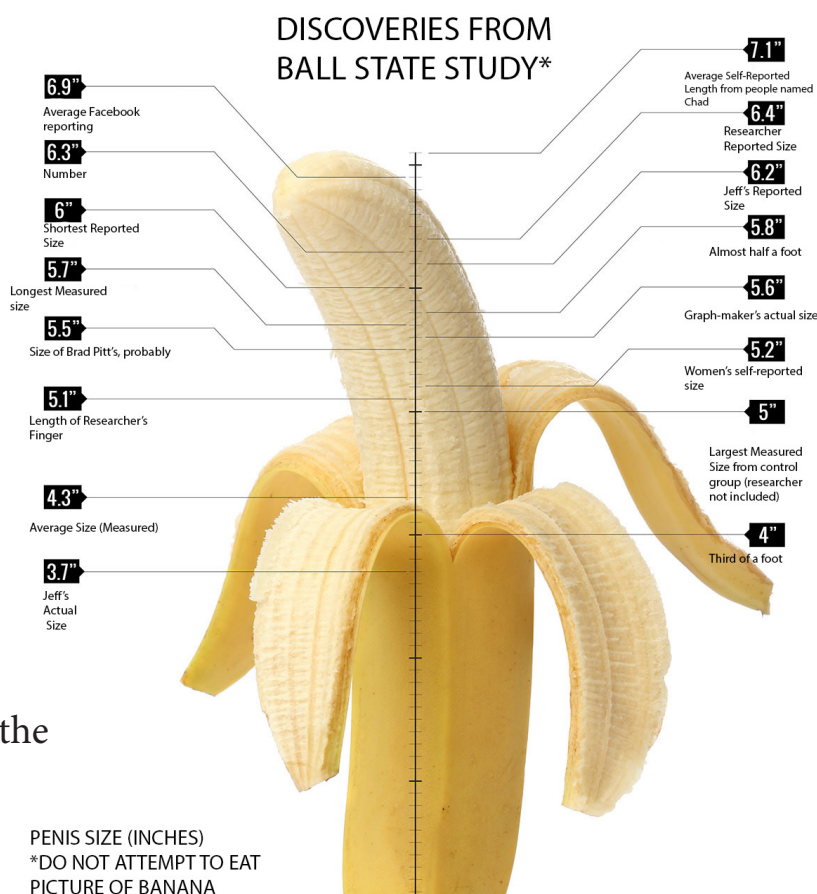 DISCOVERIES FROM
BALL STATE STUDY*
6.9”
Average Facebook
reporting
6.3”
Number
6”
Shortest Reported
Size
5.7”
Longest Measured
size
5.5”
Size of Brad Pitt’s, probably
5.1”
Length of Researcher’s
Finger
4.3”
Average Size (Measured)
3.7”
Jeff’s
Actual
Size
7.1”
Average Self-Reported
Length from people named
Chad
6.4”
Researcher
Reported Size
6.2”
Jeff’s Reported
Size
5.8”
Almost half a foot
5.6”
Graph-maker’s actual size
5.2”
Women’s self-reported
size
5”
Largest Measured
Size from control
group (researcher
not included)
4”
Third of a foot
the
PENIS SIZE (INCHES)
*DO NOT ATTEMPT TO EAT
PICTURE OF BANANA